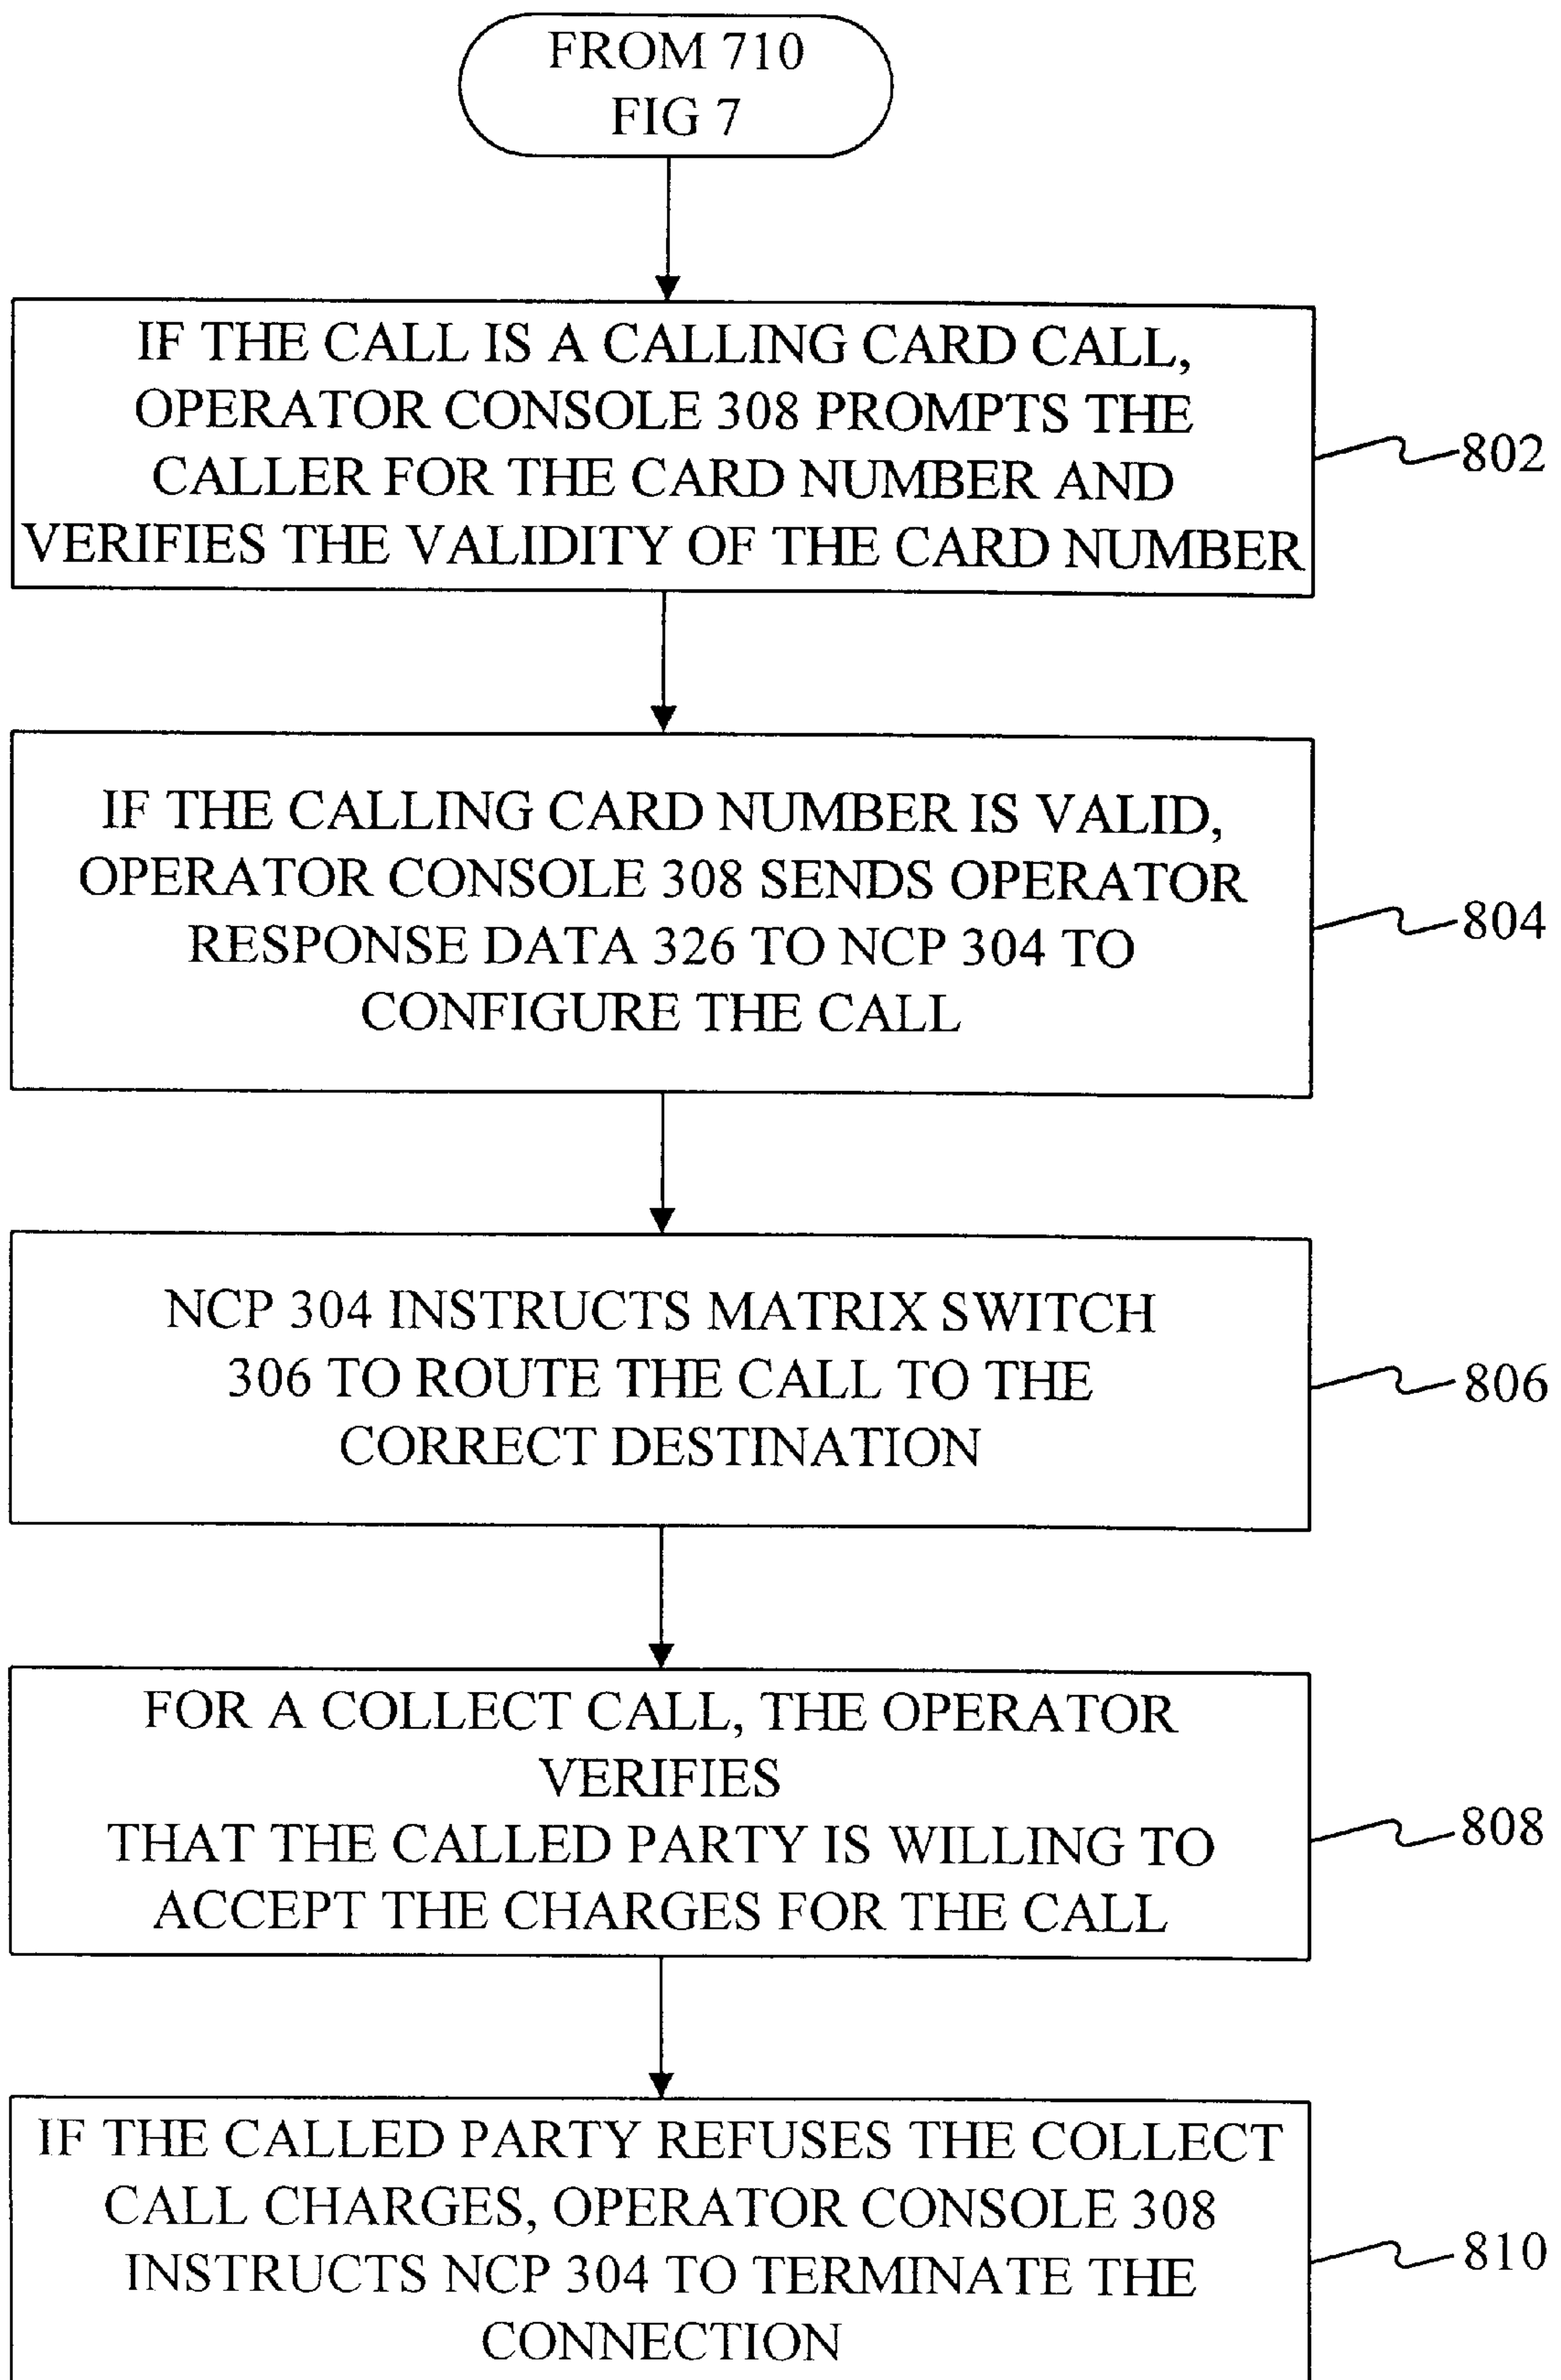 FROM 710
FIG 7
IF THE CALL IS A CALLING CARD CALL,
OPERATOR CONSOLE 308 PROMPTS THE
CALLER FOR THE CARD NUMBER AND
VERIFIES THE VALIDITY OF THE CARD NUMBER
802
IF THE CALLING CARD NUMBER IS VALID,
OPERATOR CONSOLE 308 SENDS OPERATOR
RESPONSE DATA 326 TO NCP 304 TO
CONFIGURE THE CALL
804
NCP 304 INSTRUCTS MATRIX SWITCH
306 TO ROUTE THE CALL TO THE
CORRECT DESTINATION
806
FOR A COLLECT CALL, THE OPERATOR
VERIFIES
THAT THE CALLED PARTY IS WILLING TO
ACCEPT THE CHARGES FOR THE CALL
808
IF THE CALLED PARTY REFUSES THE COLLECT
CALL CHARGES, OPERATOR CONSOLE 308
INSTRUCTS NCP 304 TO TERMINATE THE
CONNECTION
810